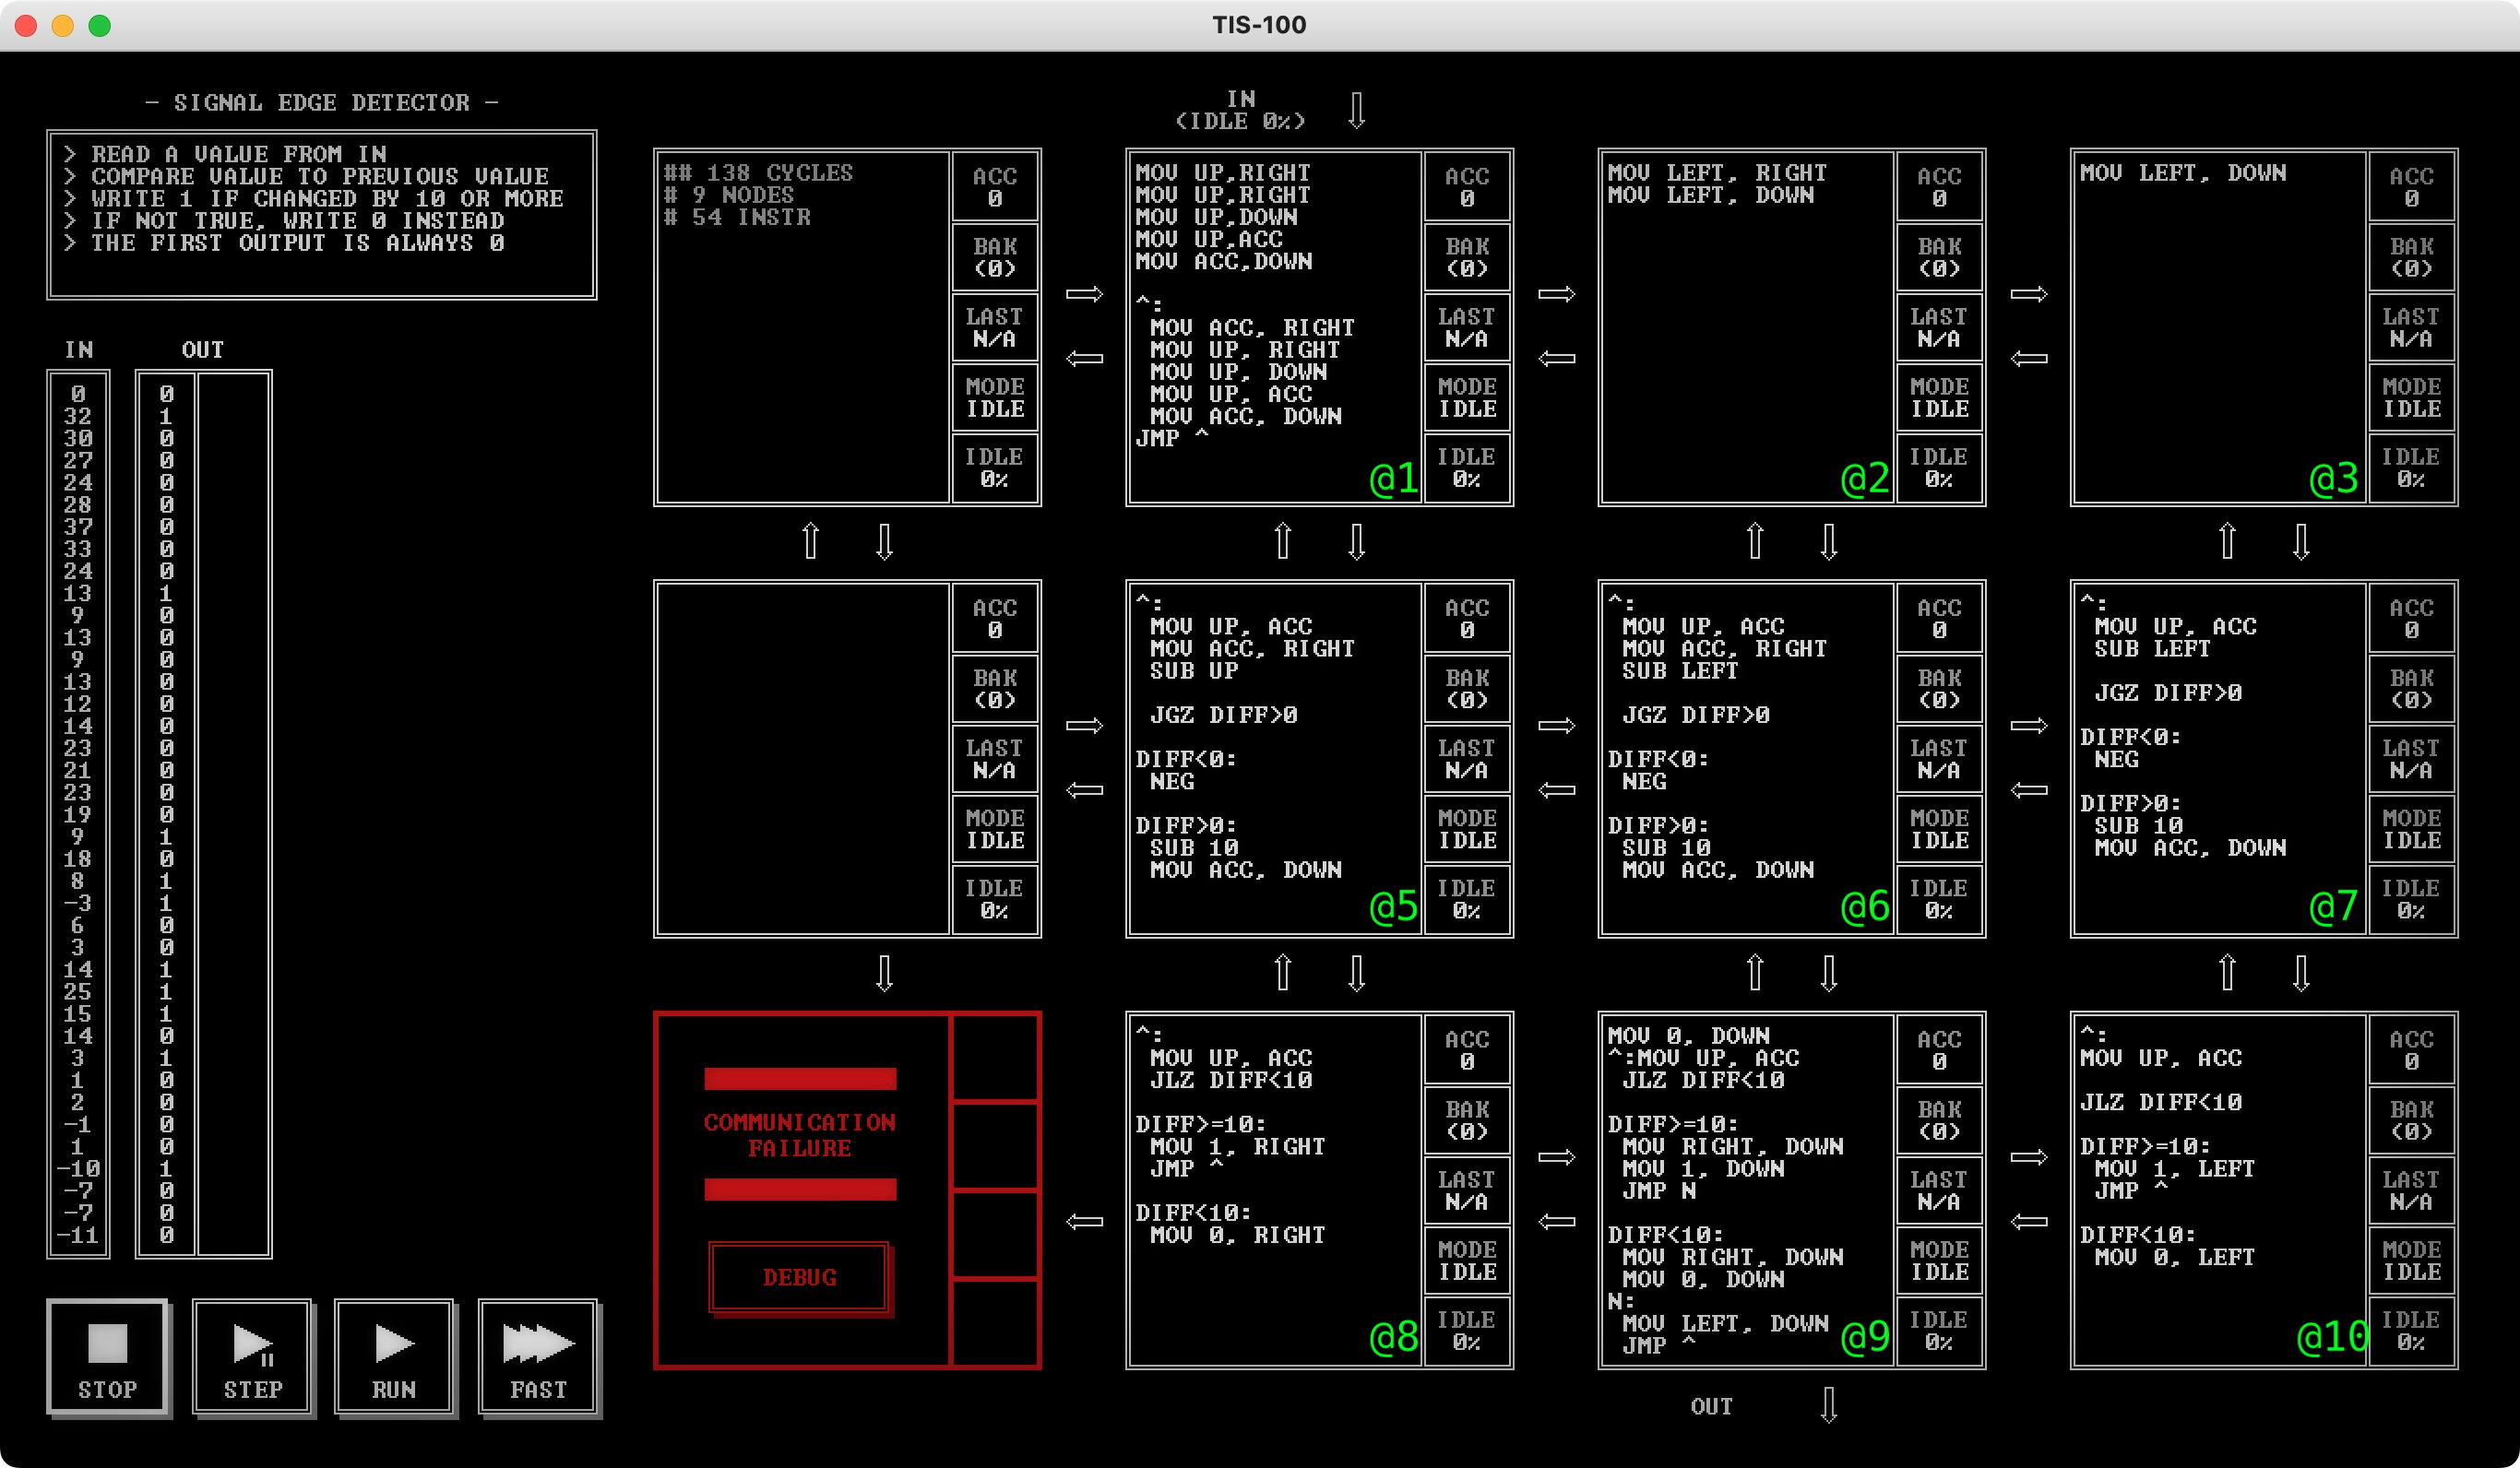 TIS-100
- SIGNAL EDGE DETECTOR -
> READ A VALUE FROM IN
> COMPARE VALUE TO PREVIOUS VALUE
> WRITE 1 IF CHANGED BY 10 OR MORE
> IF NOT TRUE, WRITE 0 INSTEAD
> THE FIRST OUTPUT IS ALWAYS 0
IN OUT
0 0
32 1
30 0
27 0
24 0
28 0
37 0
33 0
24 0
13 1
9 0
13 0
9 0
13 0
12 0
14 0
23 0
21 0
23 0
19 0
9 1
18 0
8 1
-3 1
6 0
3 0
14 1
25 1
15 1
14 0
3 1
1 0
2 0
-1 0
1 0
-10 1
-7 0
-7 0
-11 0
STOP
STEP
RUN
FAST
IN
(IDLE 0%)
## 138 CYCLES
# 9 NODES
# 54 INSTR
ACC
0
BAK
(0)
LAST
N/A
MODE
IDLE
IDLE
0%
MOV UP,RIGHT
MOV UP,RIGHT
MOV UP,DOWN
MOV UP,ACC
MOV ACC,DOWN
^:
MOV ACC, RIGHT
MOV UP, RIGHT
MOV UP, DOWN
MOV UP, ACC
MOV ACC, DOWN
JMP ^
@1
ACC
0
BAK
(0)
LAST
N/A
MODE
IDLE
IDLE
0%
MOV LEFT, RIGHT
MOV LEFT, DOWN
@2
ACC
0
BAK
(0)
LAST
N/A
MODE
IDLE
IDLE
0%
MOV LEFT, DOWN
@3
ACC
0
BAK
(0)
LAST
N/A
MODE
IDLE
IDLE
0%
ACC
0
BAK
(0)
LAST
N/A
MODE
IDLE
IDLE
0%
^:
MOV UP, ACC
MOV ACC, RIGHT
SUB UP
JGZ DIFF>0
DIFF<0:
NEG
DIFF>0:
SUB 10
MOV ACC, DOWN
@5
ACC
0
BAK
(0)
LAST
N/A
MODE
IDLE
IDLE
0%
^:
MOV UP, ACC
MOV ACC, RIGHT
SUB LEFT
JGZ DIFF>0
DIFF<0:
NEG
DIFF>0:
SUB 10
MOV ACC, DOWN
@6
ACC
0
BAK
(0)
LAST
N/A
MODE
IDLE
IDLE
0%
^:
MOV UP, ACC
SUB LEFT
JGZ DIFF>0
DIFF<0:
NEG
DIFF>0:
SUB 10
MOV ACC, DOWN
@7
ACC
0
BAK
(0)
LAST
N/A
MODE
IDLE
IDLE
0%
COMMUNICATION
FAILURE
DEBUG
^:
MOV UP, ACC
JLZ DIFF<10
DIFF>=10:
MOV 1, RIGHT
JMP ^
DIFF<10:
MOV 0, RIGHT
@8
ACC
0
BAK
(0)
LAST
N/A
MODE
IDLE
IDLE
0%
MOV 0, DOWN
^:MOV UP, ACC
JLZ DIFF<10
DIFF>=10:
MOV RIGHT, DOWN
MOV 1, DOWN
JMP N
DIFF<10:
MOV RIGHT, DOWN
MOV 0, DOWN
N:
MOV LEFT, DOWN
JMP ^
@9
ACC
0
BAK
(0)
LAST
N/A
MODE
IDLE
IDLE
0%
^:
MOV UP, ACC
JLZ DIFF<10
DIFF>=10:
MOV 1, LEFT
JMP ^
DIFF<10:
MOV 0, LEFT
@10
ACC
0
BAK
(0)
LAST
N/A
MODE
IDLE
IDLE
0%
OUT